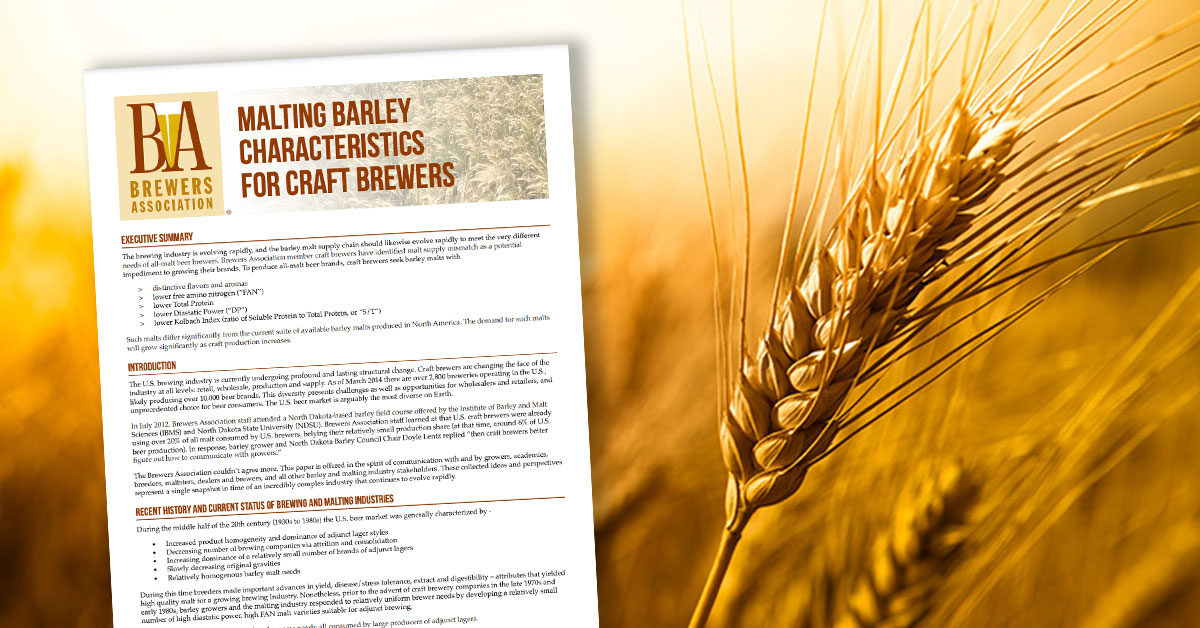 BA
BREWERS
ASSOCIATION
®
MALTING BARLEY
CHARACTERISTICS
FOR CRAFT BREWERS
EXECUTIVE SUMMARY
The brewing industry is evolving rapidly, and the barley malt supply chain should likewise evolve rapidly to meet the very different
needs of all-malt beer brewers. Brewers Association member craft brewers have identified malt supply mismatch as a potential
impediment to growing their brands. To produce all-malt beer brands, craft brewers seek barley malts with
> distinctive flavors and aromas
> lower free amino nitrogen ("FAN")
> lower Total Protein
> lower Diastatic Power ("DP")
> lower Kolbach Index (ratio of Soluble Protein to Total Protein, or "S/T")
Such malts differ significantly from the current suite of available barley malts produced in North America. The demand for such malts
will grow significantly as craft production increases.
INTRODUCTION
The U.S. brewing industry is currently undergoing profound and lasting structural change. Craft brewers are changing the face of the
industry at all levels: retail, wholesale, production and supply. As of March 2014 there are over 2,800 breweries operating in the U.S.,
likely producing over 10,000 beer brands. This diversity presents challenges as well as opportunities for wholesalers and retailers, and
unprecedented choice for beer consumers. The U.S. beer market is arguably the most diverse on Earth.
In July 2012, Brewers Association staff attended a North Dakota-based barley field course offered by the Institute of Barley and Malt
Sciences (IBMS) and North Dakota State University (NDSU). Brewers Association staff learned at that U.S. craft brewers were already
using over 20% of all malt consumed by U.S. brewers, belying their relatively small production share (at that time, around 6% of U.S.
beer production). In response, barley grower and North Dakota Barley Council Chair Doyle Lentz replied "then craft brewers better
figure out how to communicate with growers."
The Brewers Association couldn't agree more. This paper is offered in the spirit of communication with and by growers, academics,
breeders, maltsters, dealers and brewers, and all other barley and malting industry stakeholders. These collected ideas and perspectives
represent a single snapshot in time of an incredibly complex industry that continues to evolve rapidly.
RECENT HISTORY AND CURRENT STATUS OF BREWING AND MALTING INDUSTRIES
During the middle half of the 20th century (1930s to 1980s) the U.S. beer market was generally characterized by -
• Increased product homogeneity and dominance of adjunct lager styles
• Decreasing number of brewing companies via attrition and consolidation
• Increasing dominance of a relatively small number of brands of adjunct lagers
• Slowly decreasing original gravities
• Relatively homogenous barley malt needs
During this time breeders made important advances in yield, disease/stress tolerance, extract and digestibility – attributes that yielded
high quality malt for a growing brewing industry. Nonetheless, prior to the advent of craft brewery companies in the late 1970s and
early 1980s, barley growers and the malting industry responded to relatively uniform brewer needs by developing a relatively small
number of high diastatic power, high FAN malt varieties suitable for adjunct brewing.
all consumed by large producers of adjunct lagers.